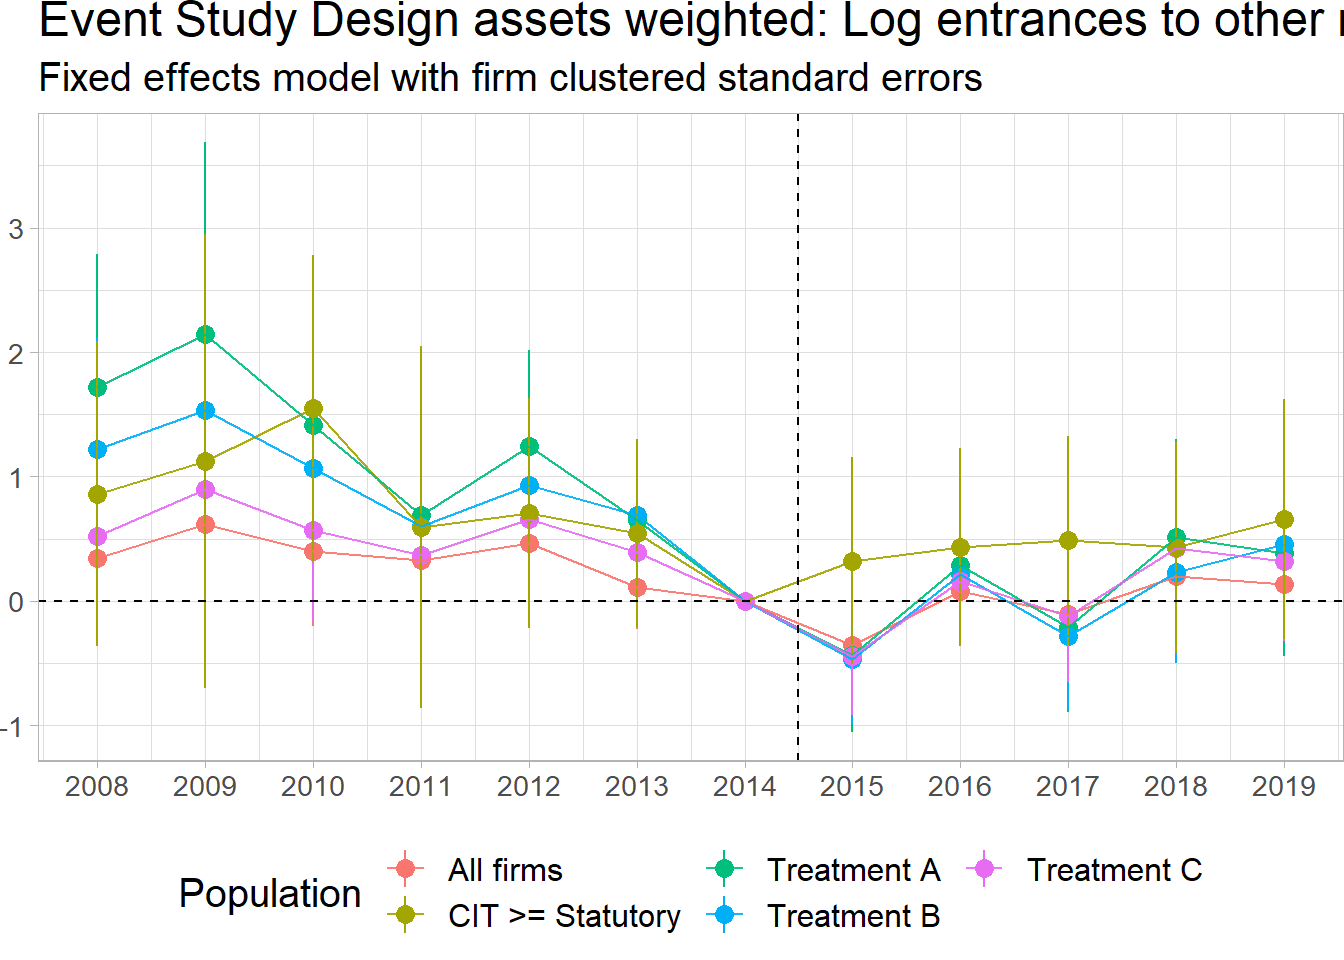 Event Study Design assets weighted: Log entrances to other
Fixed effects model with firm clustered standard errors
3
2
1
0
-1
2008 2009 2010 2011 2012 2013 2014 2015 2016 2017 2018 2019
Population
All firms Treatment A Treatment C
CIT >= Statutory Treatment B